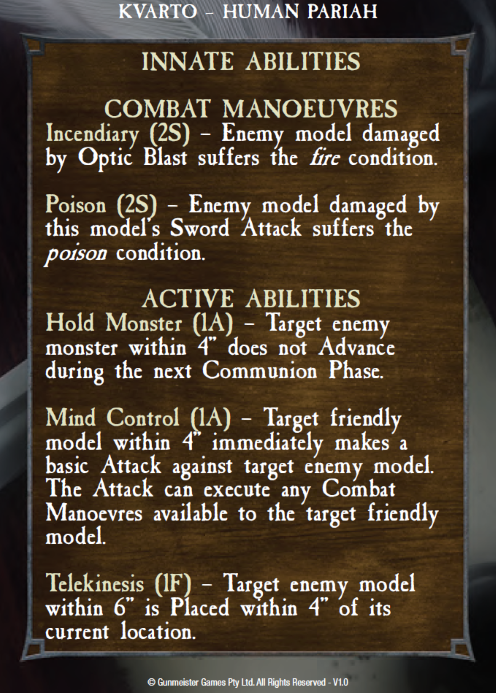 KVARTO – HUMAN PARIAH
INNATE ABILITIES
COMBAT MANOEUVRES
Incendiary (2S) – Enemy model damaged
by Optic Blast suffers the fire condition.
Poison (2S) – Enemy model damaged by
this model's Sword Attack suffers the
poison condition.
ACTIVE ABILITIES
Hold Monster (1A) – Target enemy
monster within 4" does not Advance
during the next Communion Phase.
Mind Control (1A) – Target friendly
model within 4" immediately makes a
basic Attack against target enemy model.
The Attack can execute any Combat
Manoevres available to the target friendly
model.
Telekinesis (1F) – Target enemy model
within 6" is Placed within 4" of its
current location.
© Gunmeister Games Pty Ltd. All Rights Reserved - V1.0